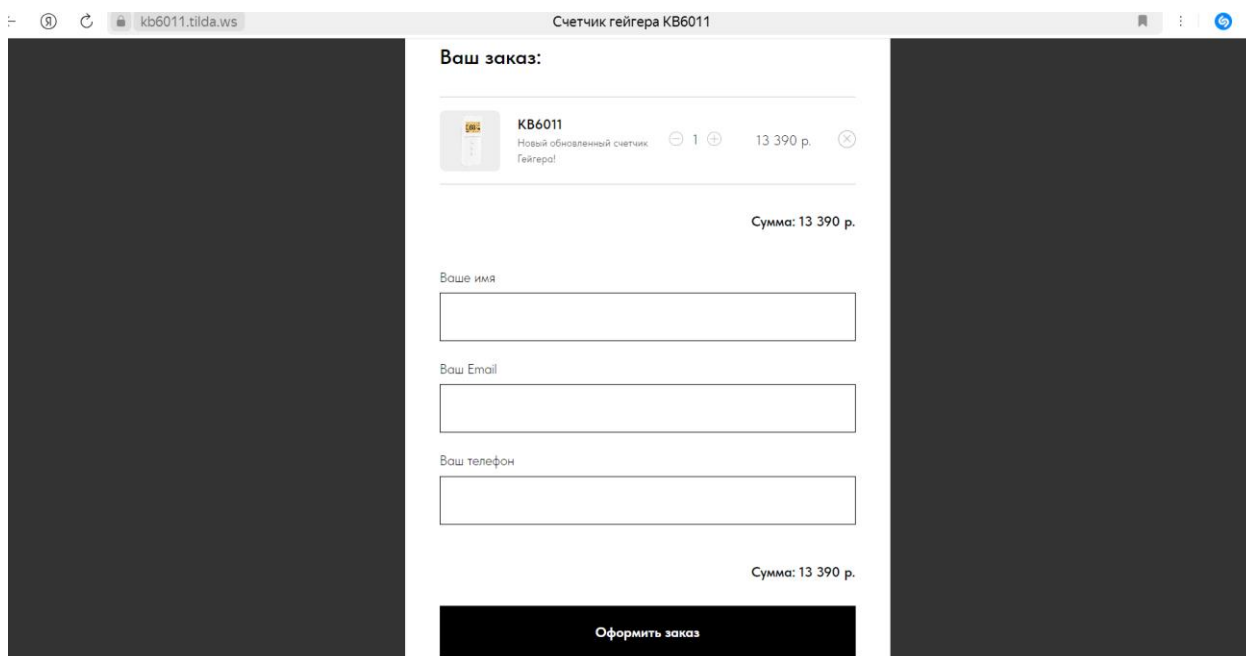 kb6011.tilda.ws
Счетчик гейгера KB6011
Ваш заказ:
KB6011
Новый обновленный счетчик
Гейгера!
1
13 390 р.
Сумма: 13 390 р.
Ваше имя
Ваш Email
Ваш телефон
Сумма: 13 390 р.
Оформить заказ